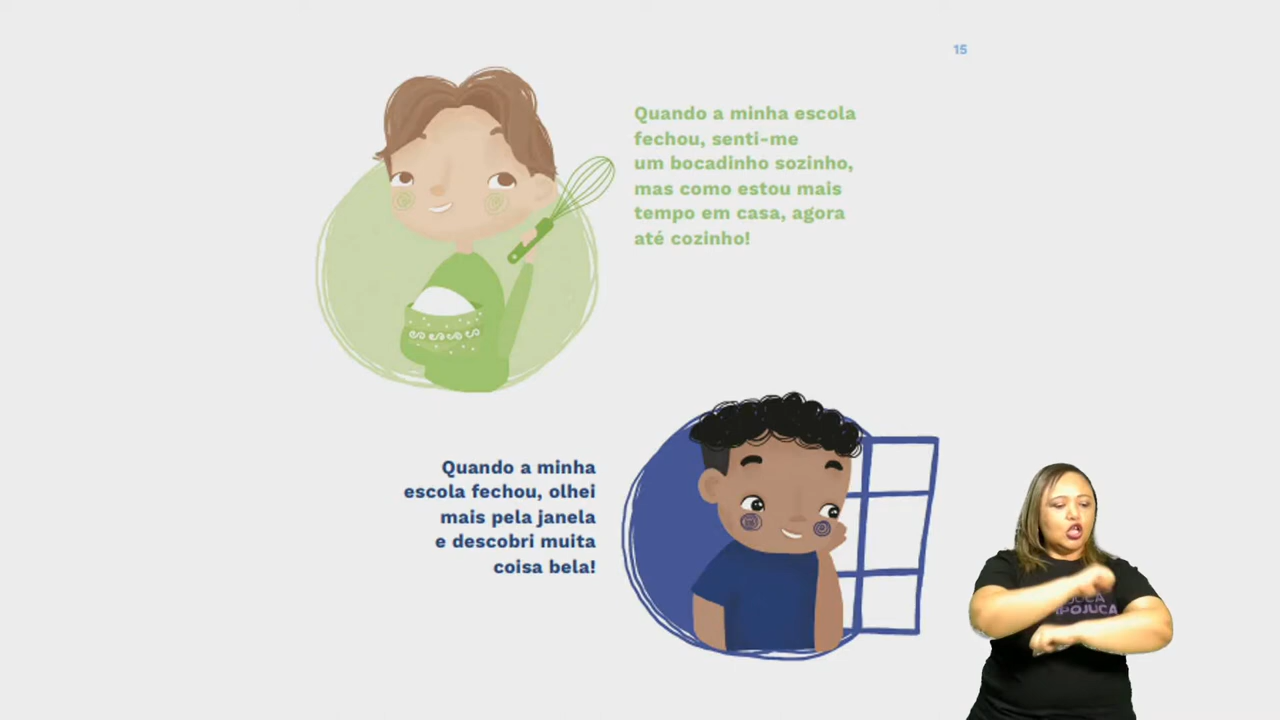 15
Quando a minha escola
fechou, senti-me
um bocadinho sozinho,
mas como estou mais
tempo em casa, agora
até cozinho!
Quando a minha
escola fechou, olhei
mais pela janela
e descobri muita
coisa bela!